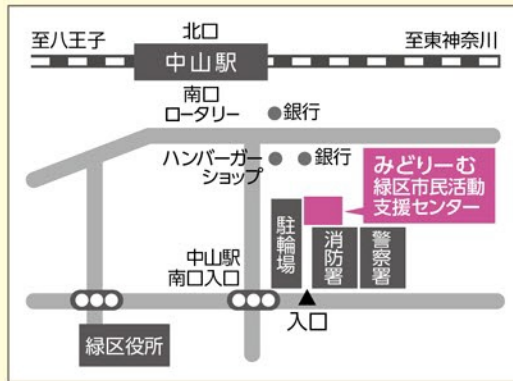 北口
至八王子
至東神奈川
中山駅
南口
ロータリー
銀行
ハンバーガー
ショップ
銀行
みどりーむ
緑区市民活動
支援センター
駐輪場
消防署
警察署
中山駅
南口入口
入口
緑区役所